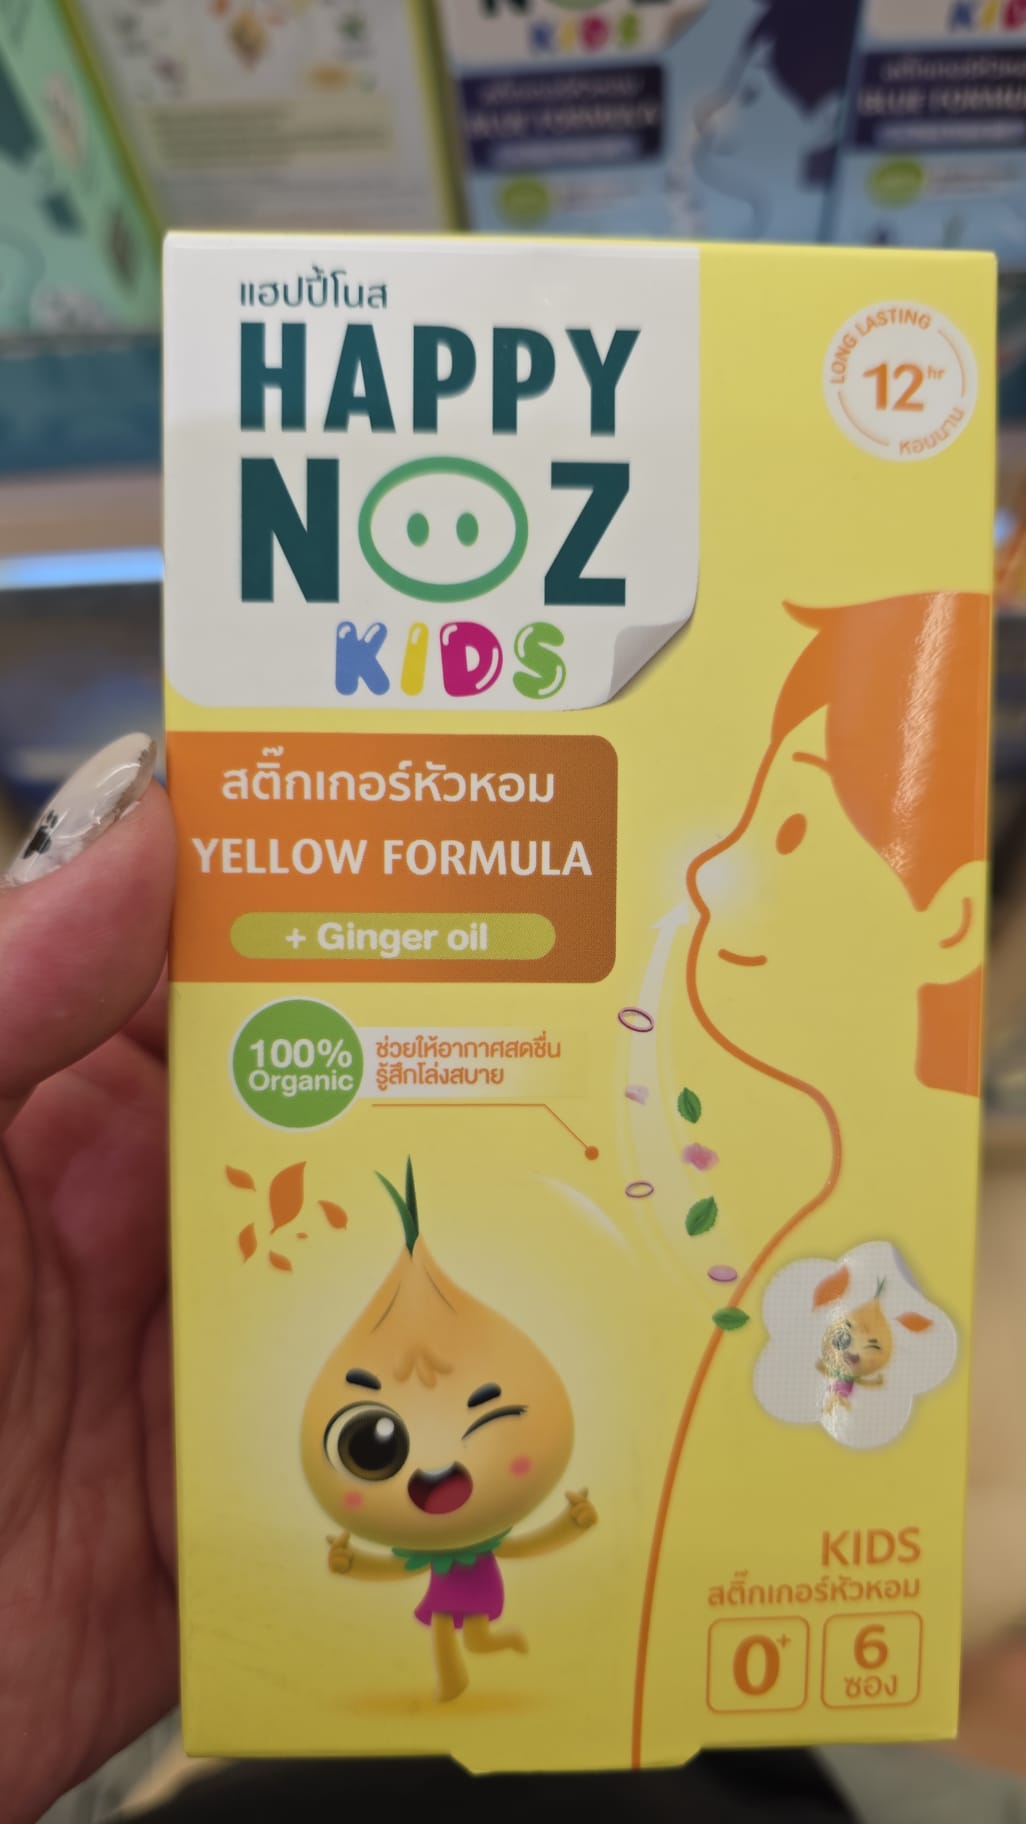 แฮปปี้โนส
HAPPY
NOZ
KIDS
LONG LASTING
12hr
หอมนาน
สติ๊กเกอร์หัวหอม
YELLOW FORMULA
+ Ginger oil
100%
Organic
ช่วยให้อากาศสดชื่น
รู้สึกโล่งสบาย
KIDS
สติ๊กเกอร์หัวหอม
0+
6
ซอง
NOZ
KIDS
BLUE FORMULA